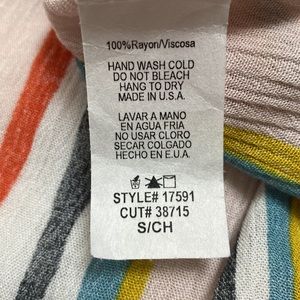 100%Rayon/Viscosa
HAND WASH COLD
DO NOT BLEACH
HANG TO DRY
MADE IN U.S.A.
LAVAR A MANO
EN AGUA FRIA
NO USAR CLORO
SECAR COLGADO
HECHO EN E.U.A.
STYLE# 17591
CUT# 38715
S/CH